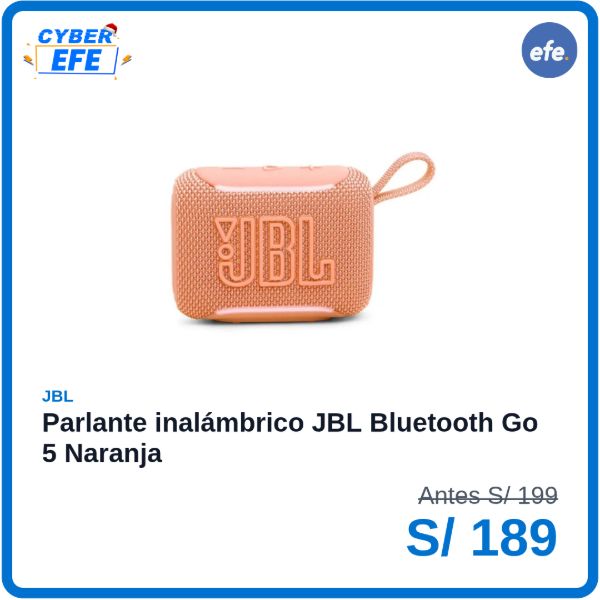 CYBER
EFE
efe.
JBL
JBL
Parlante inalámbrico JBL Bluetooth Go
5 Naranja
Antes S/ 199
S/ 189